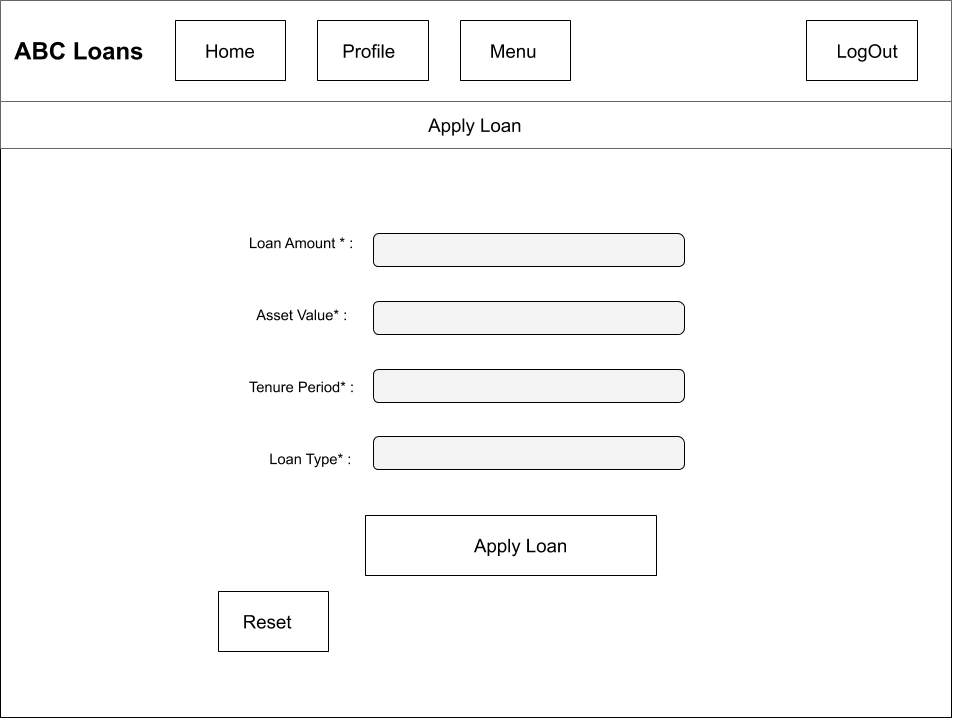 ABC Loans
Home
Profile
Menu
LogOut
Apply Loan
Loan Amount * :
Asset Value* :
Tenure Period* :
Loan Type* :
Apply Loan
Reset